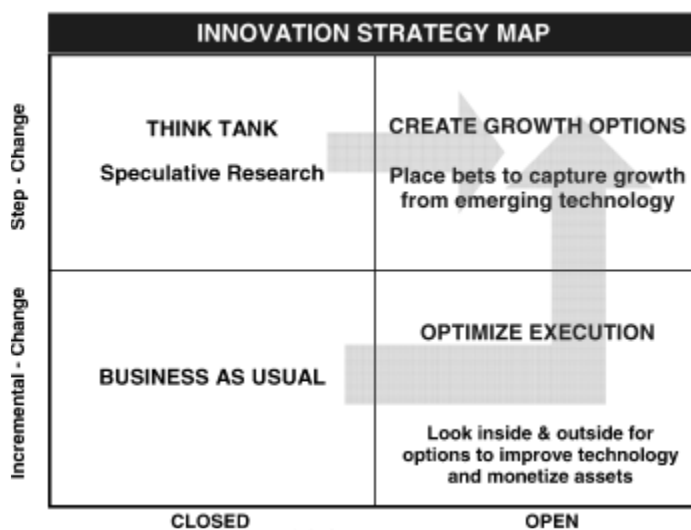 INNOVATION STRATEGY MAP
Step - Change
THINK TANK
Speculative Research
CREATE GROWTH OPTIONS
Place bets to capture growth
from emerging technology
Incremental - Change
BUSINESS AS USUAL
OPTIMIZE EXECUTION
Look inside & outside for
options to improve technology
and monetize assets
CLOSED
OPEN